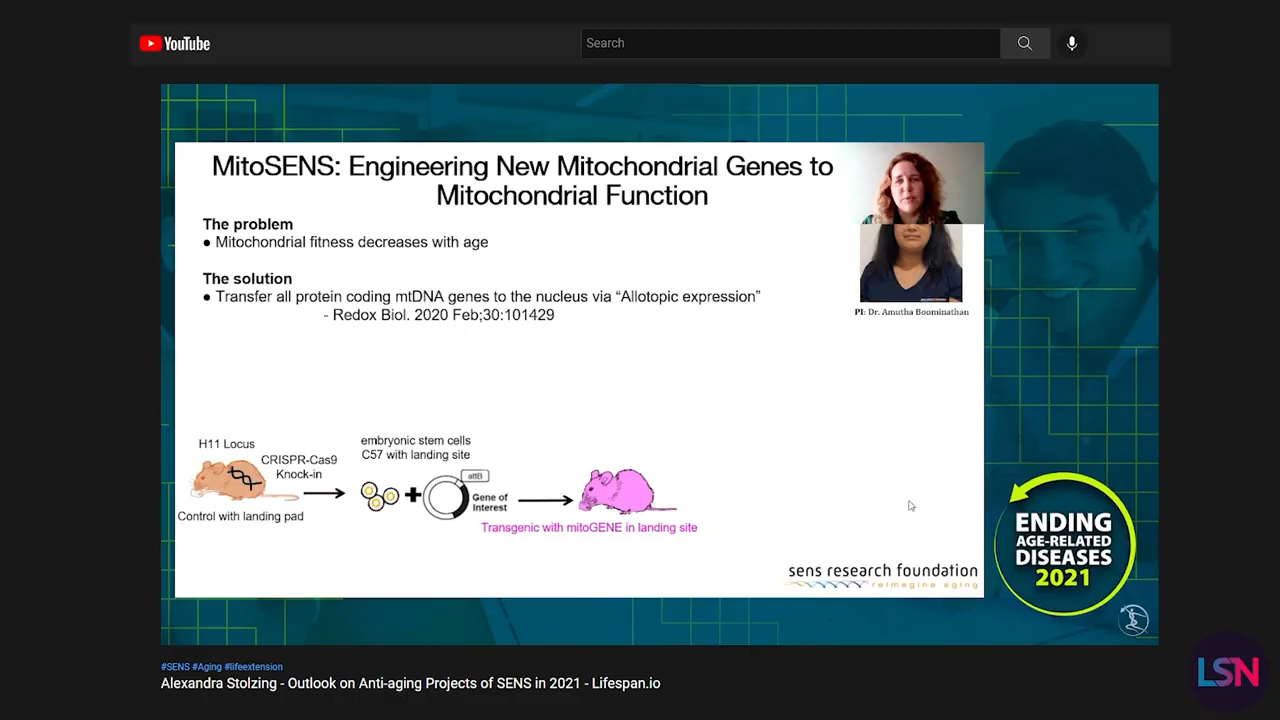 YouTube
Search
MitoSENS: Engineering New Mitochondrial Genes to
Mitochondrial Function
The problem
● Mitochondrial fitness decreases with age
The solution
● Transfer all protein coding mtDNA genes to the nucleus via “Allotopic expression”
- Redox Biol. 2020 Feb;30:101429
PI: Dr. Amutha Boominathan
H11 Locus
CRISPR-Cas9
Knock-in
Control with landing pad
embryonic stem cells
C57 with landing site
attB
Gene of
Interest
Transgenic with mitoGENE in landing site
sens research foundation
reimagine aging
ENDING
AGE-RELATED
DISEASES
2021
#SENS #Aging #lifeextension
Alexandra Stolzing - Outlook on Anti-aging Projects of SENS in 2021 - Lifespan.io
LSN